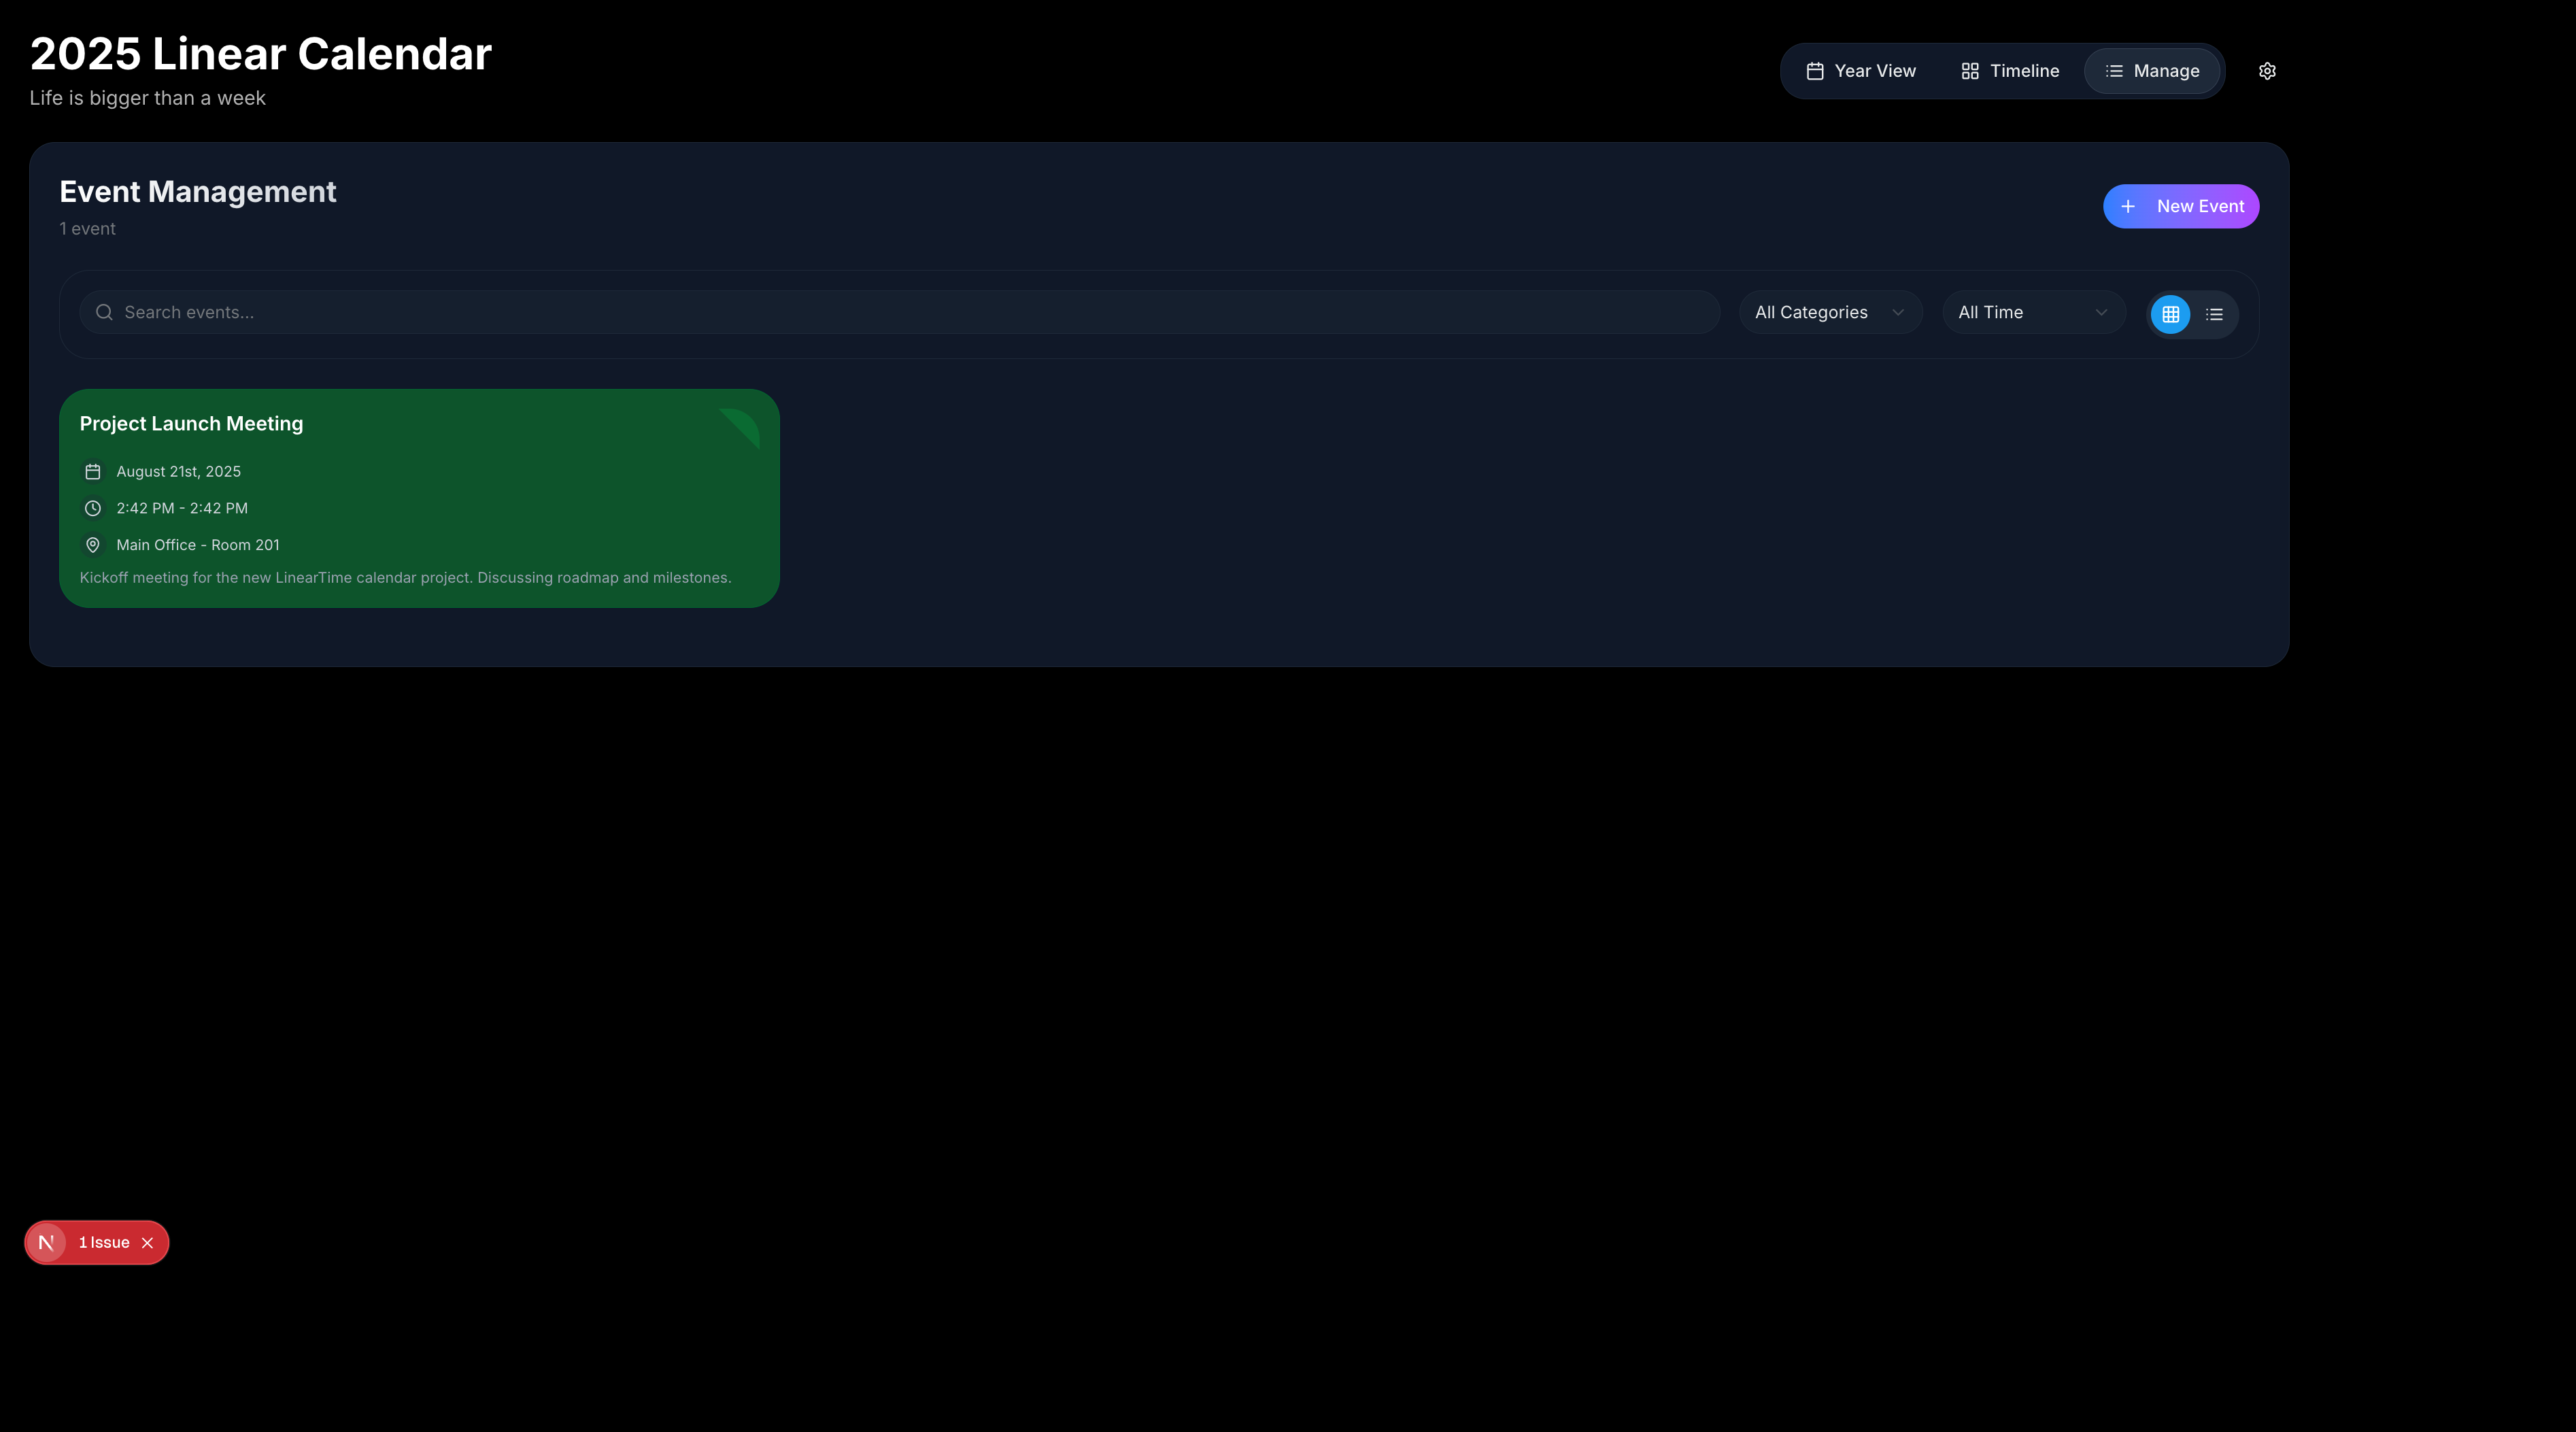 2025 Linear Calendar
Life is bigger than a week
Year View
Timeline
Manage
Event Management
1 event
New Event
Search events...
All Categories
All Time
Project Launch Meeting
August 21st, 2025
2:42 PM - 2:42 PM
Main Office - Room 201
Kickoff meeting for the new LinearTime calendar project. Discussing roadmap and milestones.
N
1 Issue